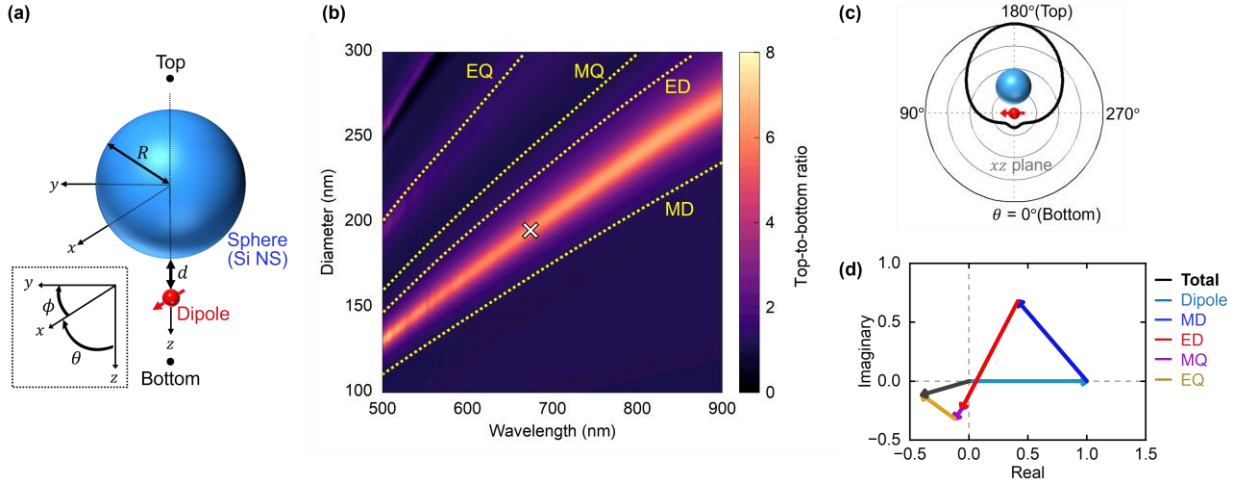 (a)
Top
R
y
x
Sphere
(Si NS)
d
Dipole
z
Bottom
y
ϕ
x
θ
z
(b)
Diameter (nm)
300
250
200
150
100
500
600
700
800
900
Wavelength (nm)
EQ
MQ
ED
MD
8
6
4
2
0
Top-to-bottom ratio
(c)
180°(Top)
90°
270°
xz plane
θ = 0°(Bottom)
(d)
Imaginary
1.0
0.5
0.0
−0.5
−0.5
0.0
0.5
1.0
1.5
Real
Total
Dipole
MD
ED
MQ
EQ